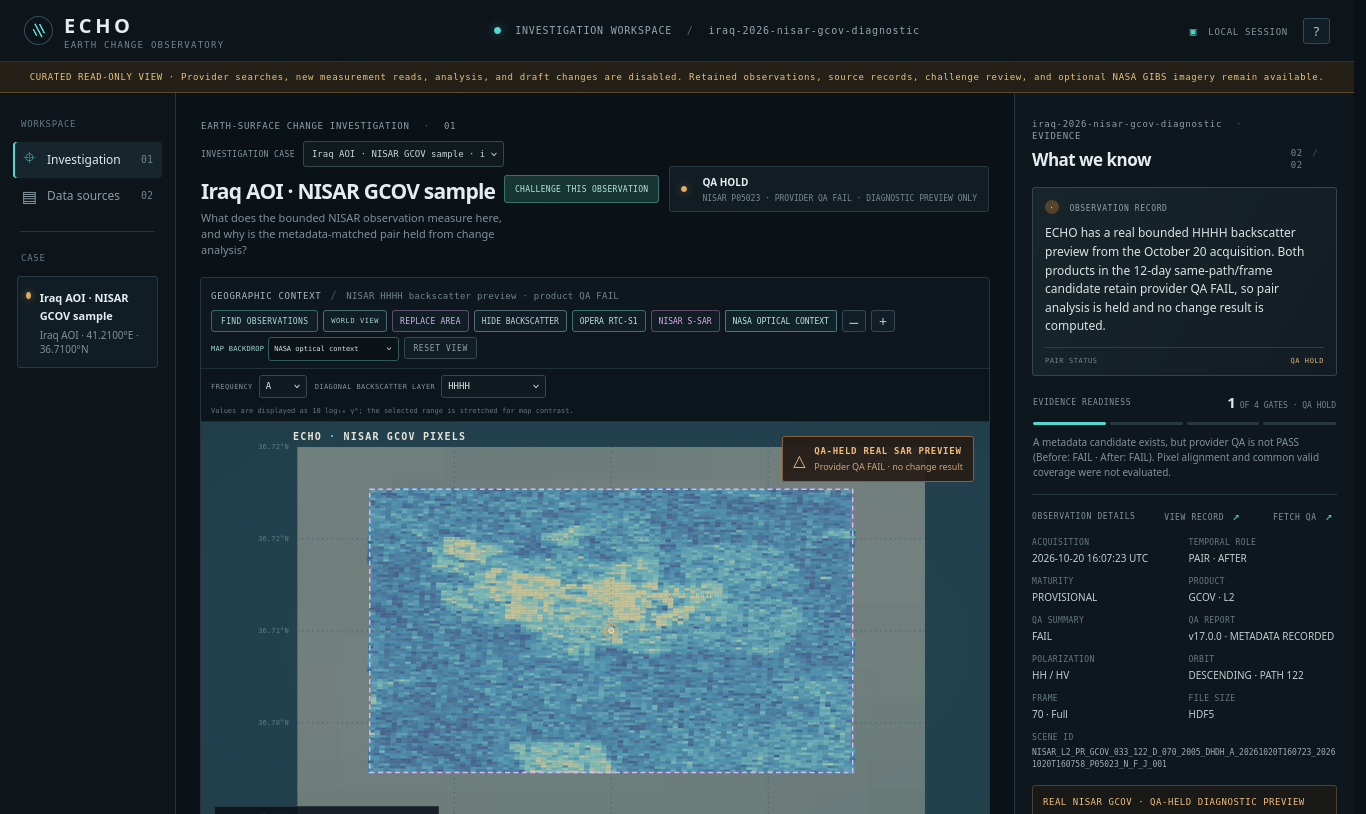 ECHO
EARTH CHANGE OBSERVATORY
INVESTIGATION WORKSPACE / iraq-2026-nisar-gcov-diagnostic
LOCAL SESSION
?
CURATED READ-ONLY VIEW · Provider searches, new measurement reads, analysis, and draft changes are disabled. Retained observations, source records, challenge review, and optional NASA GIBS imagery remain available.
WORKSPACE
Investigation 01
Data sources 02
CASE
Iraq AOI · NISAR
GCOV sample
Iraq AOI · 41.2100°E ·
36.7100°N
EARTH-SURFACE CHANGE INVESTIGATION · 01
INVESTIGATION CASE Iraq AOI · NISAR GCOV sample · i
Iraq AOI · NISAR GCOV sample
CHALLENGE THIS OBSERVATION
What does the bounded NISAR observation measure here,
and why is the metadata-matched pair held from change
analysis?
QA HOLD
NISAR P05023 · PROVIDER QA FAIL · DIAGNOSTIC PREVIEW ONLY
GEOGRAPHIC CONTEXT / NISAR HHHH backscatter preview · product QA FAIL
FIND OBSERVATIONS WORLD VIEW REPLACE AREA HIDE BACKSCATTER OPERA RTC-S1 NISAR S-SAR NASA OPTICAL CONTEXT — +
MAP BACKDROP NASA optical context RESET VIEW
FREQUENCY A DIAGONAL BACKSCATTER LAYER HHHH
Values are displayed as 10 log₁₀ γ⁰; the selected range is stretched for map contrast.
ECHO · NISAR GCOV PIXELS
36.72°N
36.72°N
36.71°N
36.70°N
QA-HELD REAL SAR PREVIEW
Provider QA FAIL · no change result
iraq-2026-nisar-gcov-diagnostic ·
EVIDENCE
What we know
02 /
02
OBSERVATION RECORD
ECHO has a real bounded HHHH backscatter
preview from the October 20 acquisition. Both
products in the 12-day same-path/frame
candidate retain provider QA FAIL, so pair
analysis is held and no change result is
computed.
PAIR STATUS QA HOLD
EVIDENCE READINESS 1 OF 4 GATES · QA HOLD
A metadata candidate exists, but provider QA is not PASS
(Before: FAIL · After: FAIL). Pixel alignment and common valid
coverage were not evaluated.
OBSERVATION DETAILS VIEW RECORD ↗ FETCH QA ↗
ACQUISITION TEMPORAL ROLE
2026-10-20 16:07:23 UTC PAIR · AFTER
MATURITY PRODUCT
PROVISIONAL GCOV · L2
QA SUMMARY QA REPORT
FAIL v17.0.0 · METADATA RECORDED
POLARIZATION ORBIT
HH / HV DESCENDING · PATH 122
FRAME FILE SIZE
70 · Full HDF5
SCENE ID
NISAR_L2_PR_GCOV_033_122_D_070_2005_DHDH_A_20261020T160723_2026
1020T160758_P05023_N_F_J_001
REAL NISAR GCOV · QA-HELD DIAGNOSTIC PREVIEW